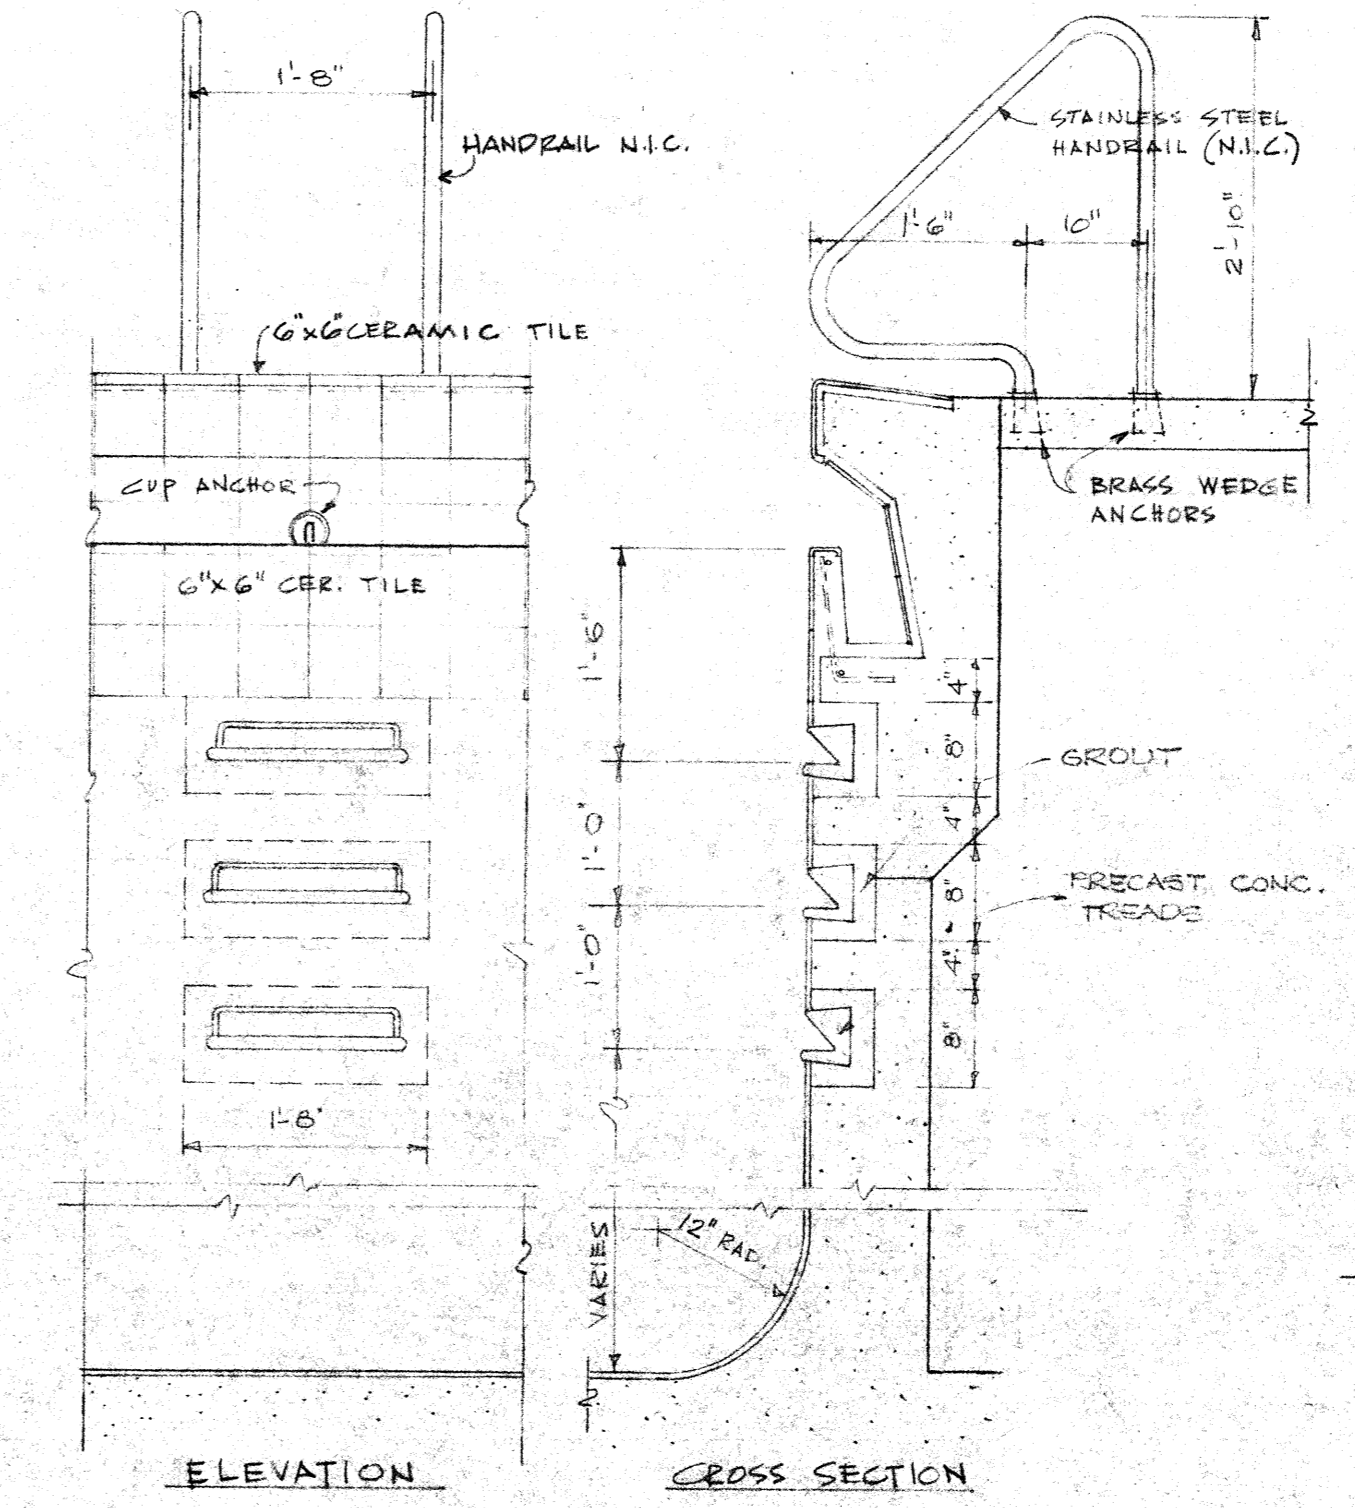 1'-8"
HANDRAIL N.I.C.
6"x6" CERAMIC TILE
CUP ANCHOR
6"x6" CER. TILE
1'-8"
ELEVATION
STAINLESS STEEL
HANDRAIL (N.I.C.)
1'-6"
10"
2'-10"
BRASS WEDGE
ANCHORS
1'-6"
1'-0"
1'-0"
VARIES
4"
8"
4"
8"
4"
8"
GROUT
PRECAST CONC.
TREADS
12" RAD.
CROSS SECTION